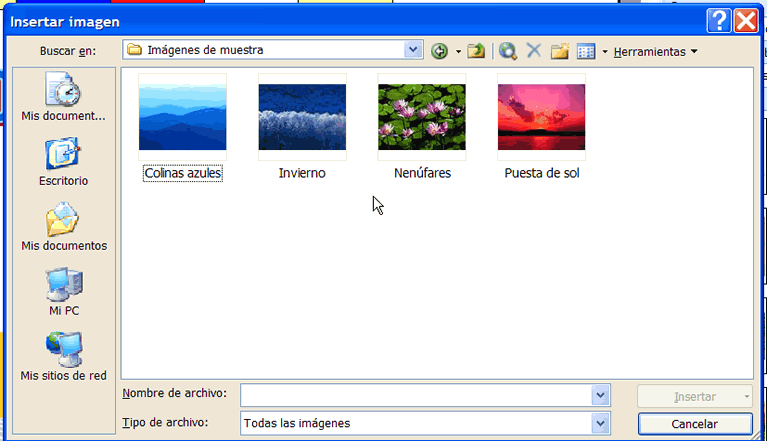 Insertar imagen
Buscar en:
Imágenes de muestra
Herramientas
Mis document...
Escritorio
Mis documentos
Mi PC
Mis sitios de red
Colinas azules
Invierno
Nenúfares
Puesta de sol
Nombre de archivo:
Insertar
Tipo de archivo:
Todas las imágenes
Cancelar